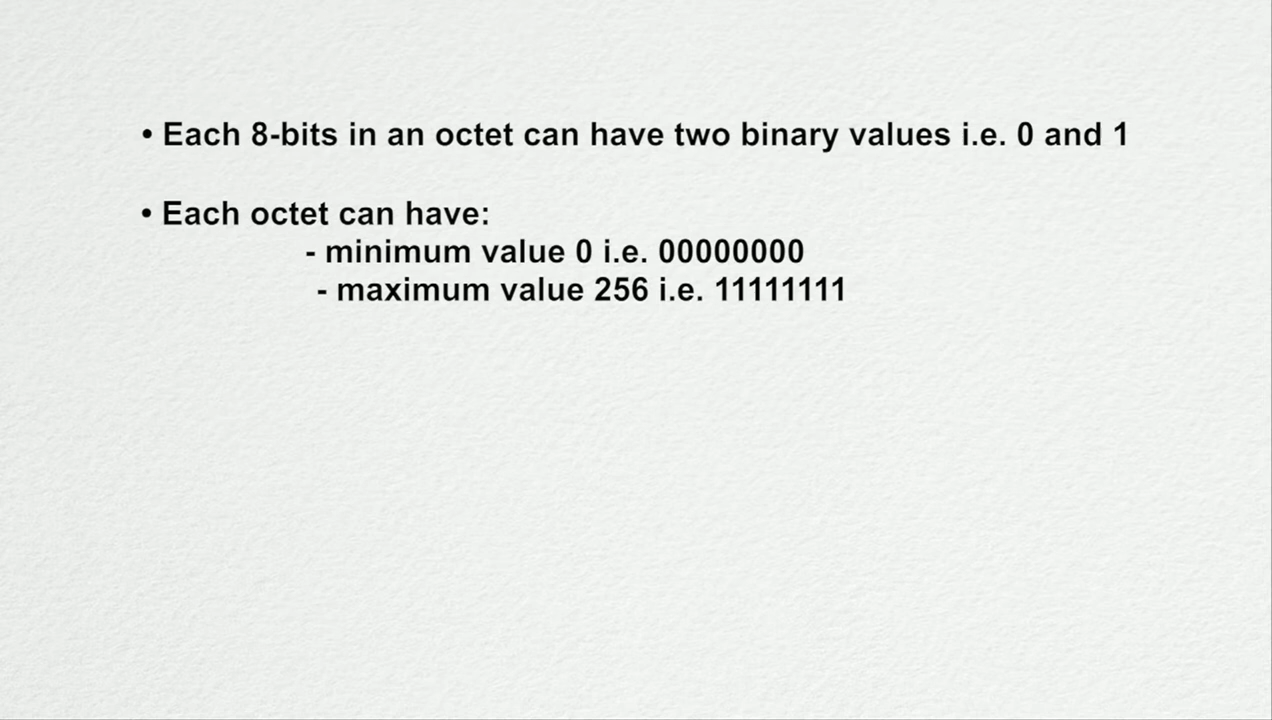 • Each 8-bits in an octet can have two binary values i.e. 0 and 1
• Each octet can have:
- minimum value 0 i.e. 00000000
- maximum value 256 i.e. 11111111